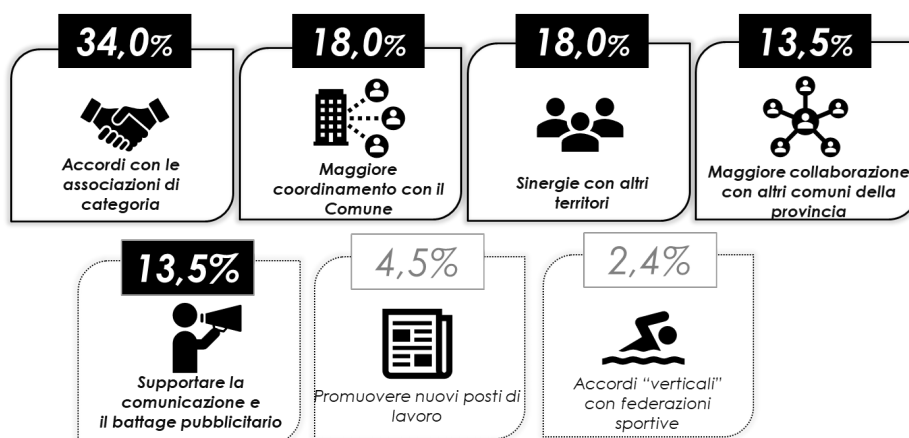 34,0%
Accordi con le
associazioni di
categoria
18,0%
Maggiore
coordinamento con il
Comune
18,0%
Sinergie con altri
territori
13,5%
Maggiore collaborazione
con altri comuni della
provincia
13,5%
Supportare la
comunicazione e
il battage pubblicitario
4,5%
Promuovere nuovi posti di
lavoro
2,4%
Accordi “verticali”
con federazioni
sportive